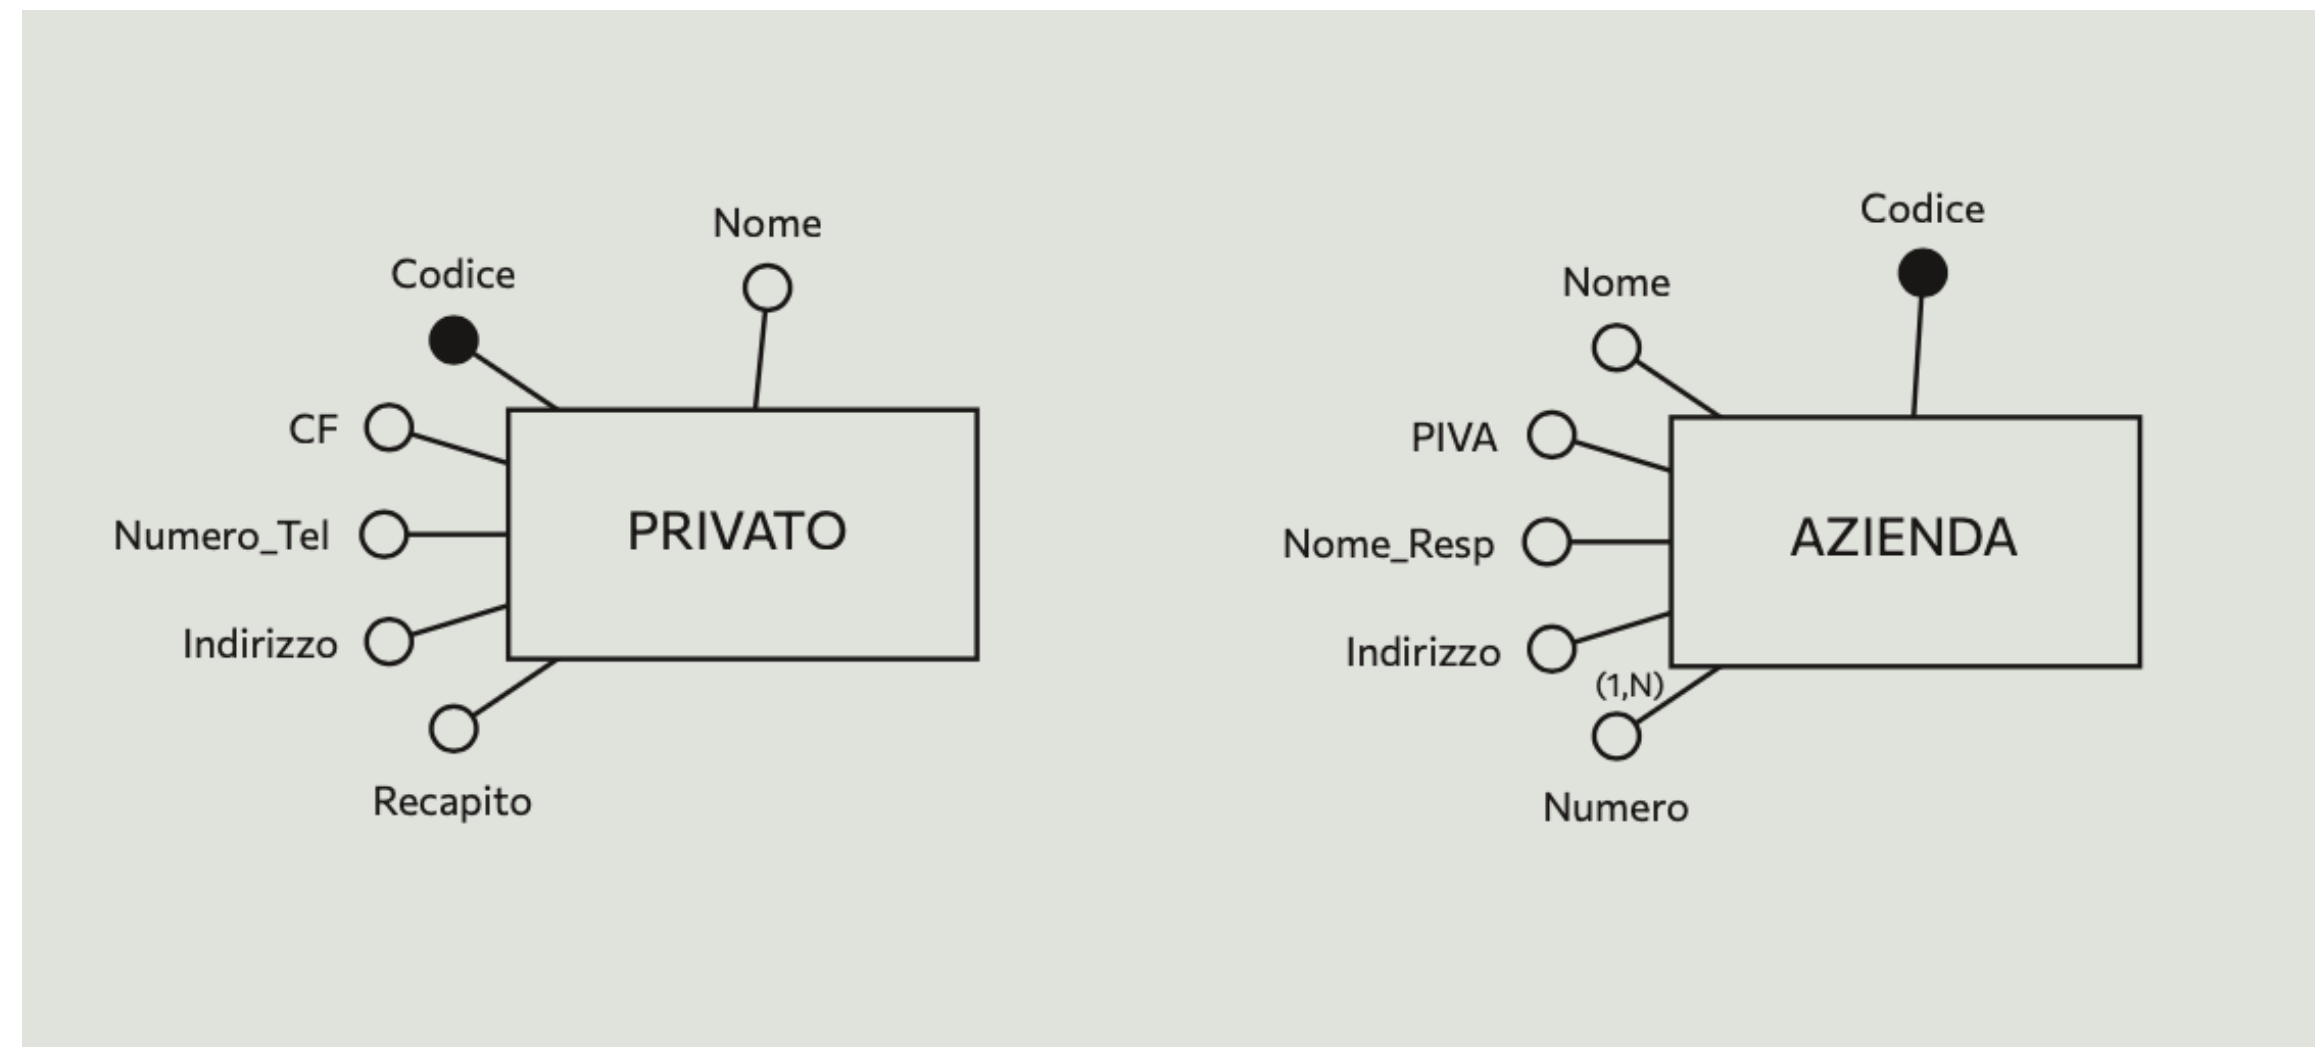 Nome
Codice
CF
Numero_Tel
PRIVATO
Indirizzo
Recapito
Codice
Nome
PIVA
Nome_Resp
AZIENDA
Indirizzo
(1,N)
Numero